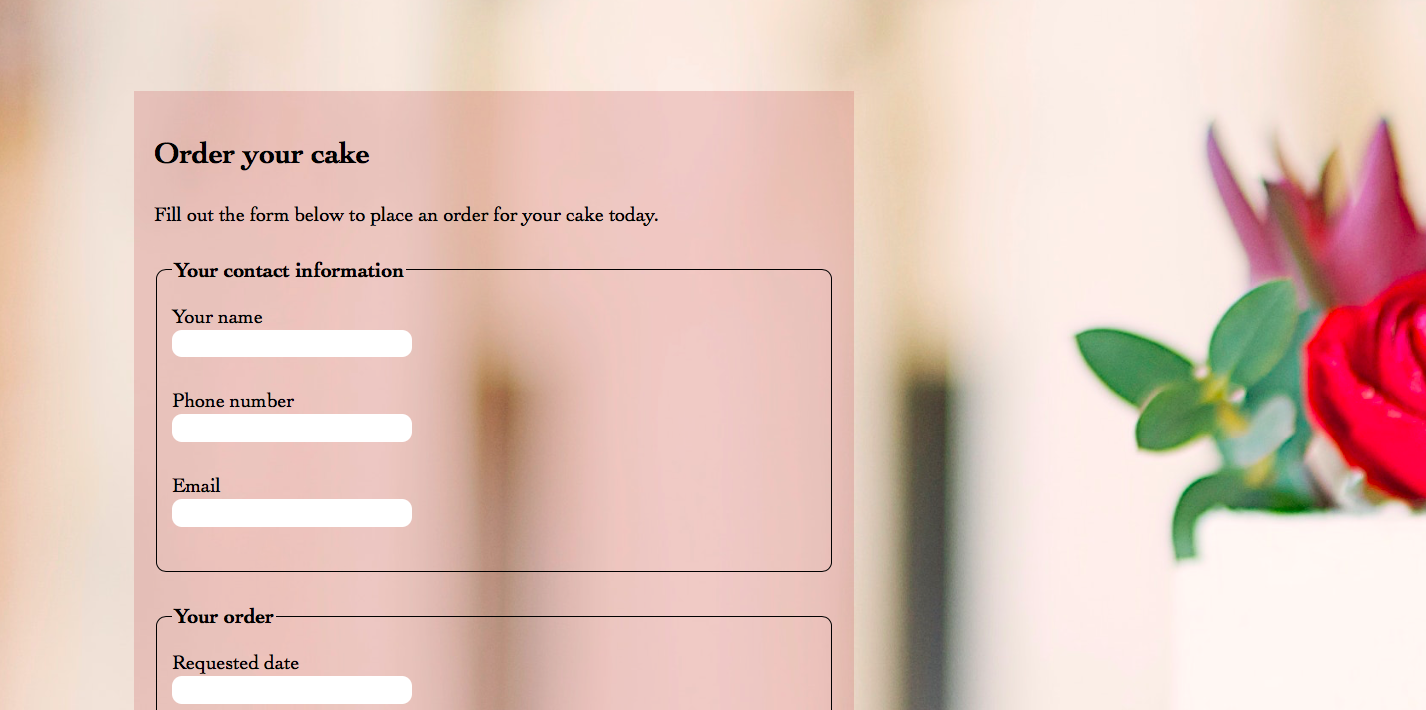 Order your cake
Fill out the form below to place an order for your cake today.
Your contact information
Your name
Phone number
Email
Your order
Requested date